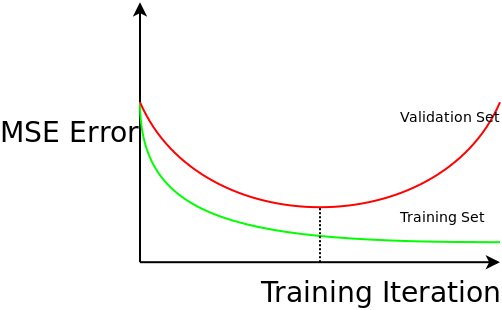 Validation Set
MSE Error
Training Set
Training Iteration